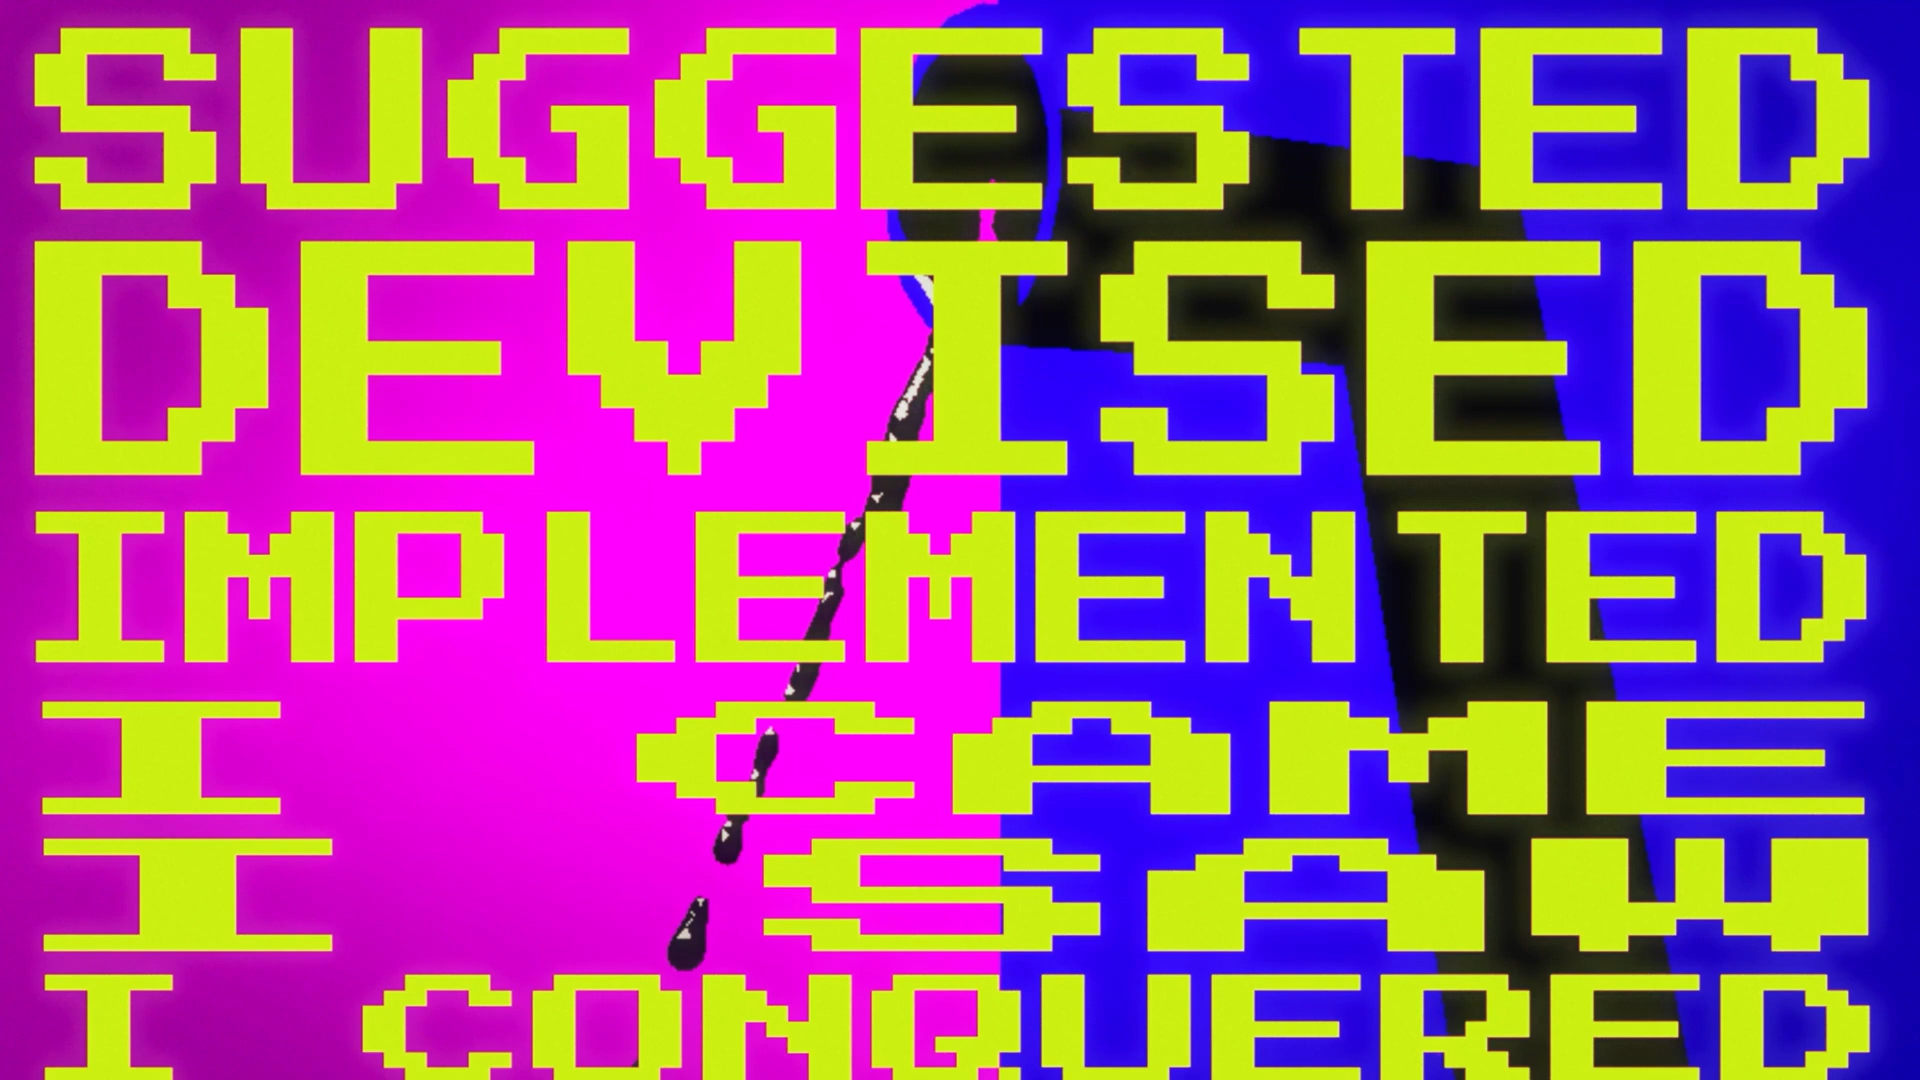 SUGGESTED
DEVISED
IMPLEMENTED
I CAME
I SAW
I CONQUERED